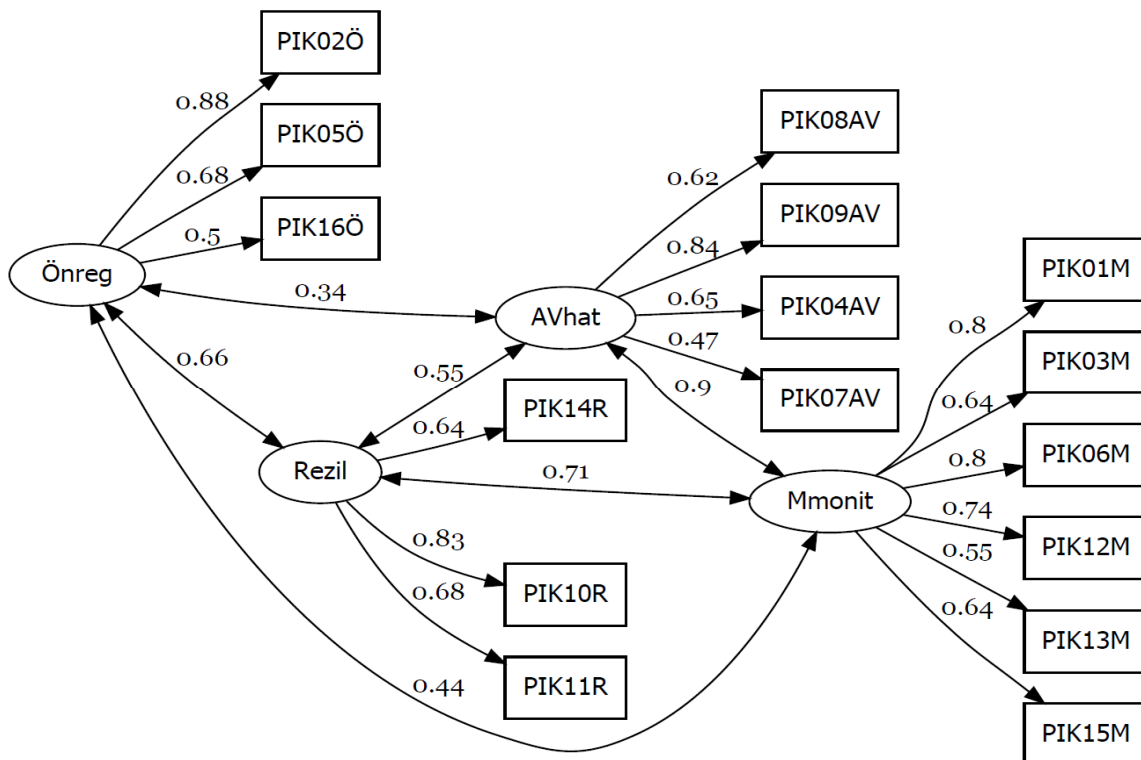 PIK02Ö
0.88
PIK05Ö
0.68
PIK16Ö
0.5
Önreg
0.34
0.66
PIK08AV
0.62
PIK09AV
0.84
PIK04AV
0.65
AVhat
0.47
PIK07AV
0.55
0.9
PIK14R
0.64
Rezil
0.71
0.83
PIK10R
0.68
PIK11R
0.44
PIK01M
0.8
PIK03M
0.64
PIK06M
0.8
Mmonit
0.74
PIK12M
0.55
PIK13M
0.64
PIK15M